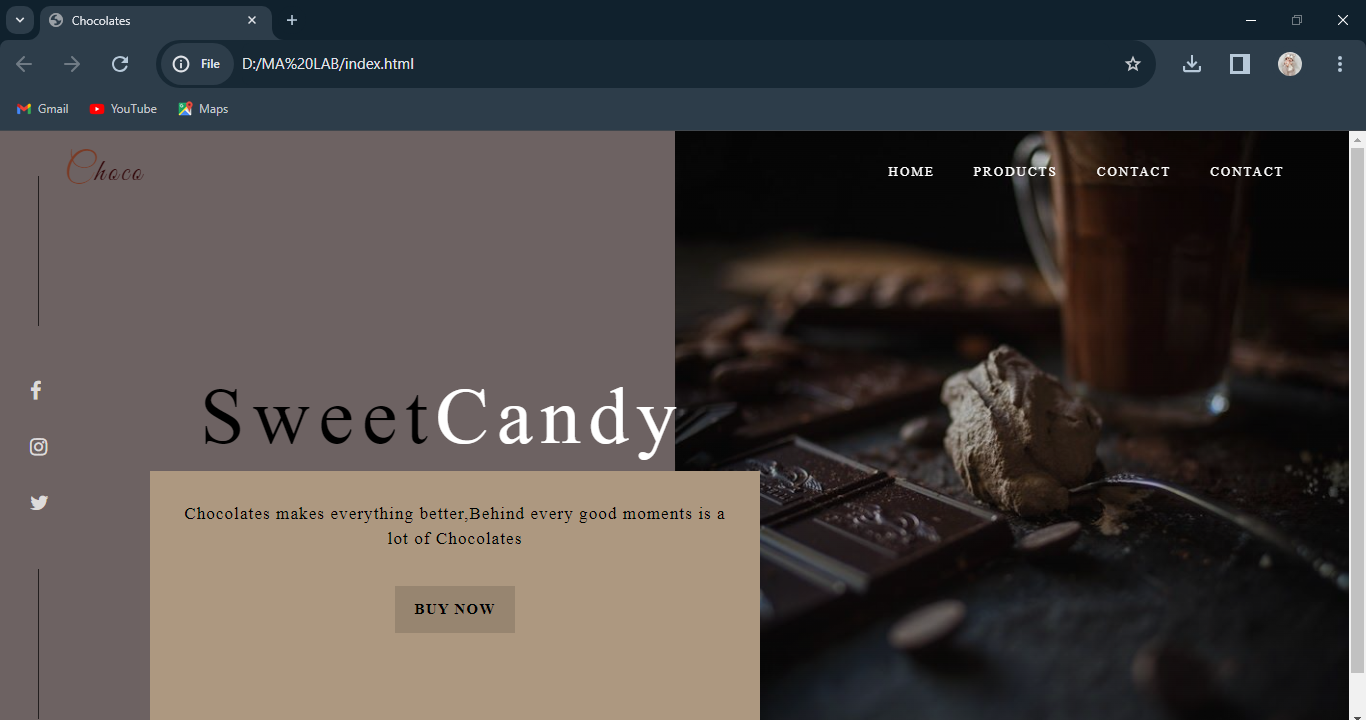 Chocolates
File D:/MA%20LAB/index.html
Gmail YouTube Maps
Choco
HOME PRODUCTS CONTACT CONTACT
SweetCandy
Chocolates makes everything better,Behind every good moments is a
lot of Chocolates
BUY NOW